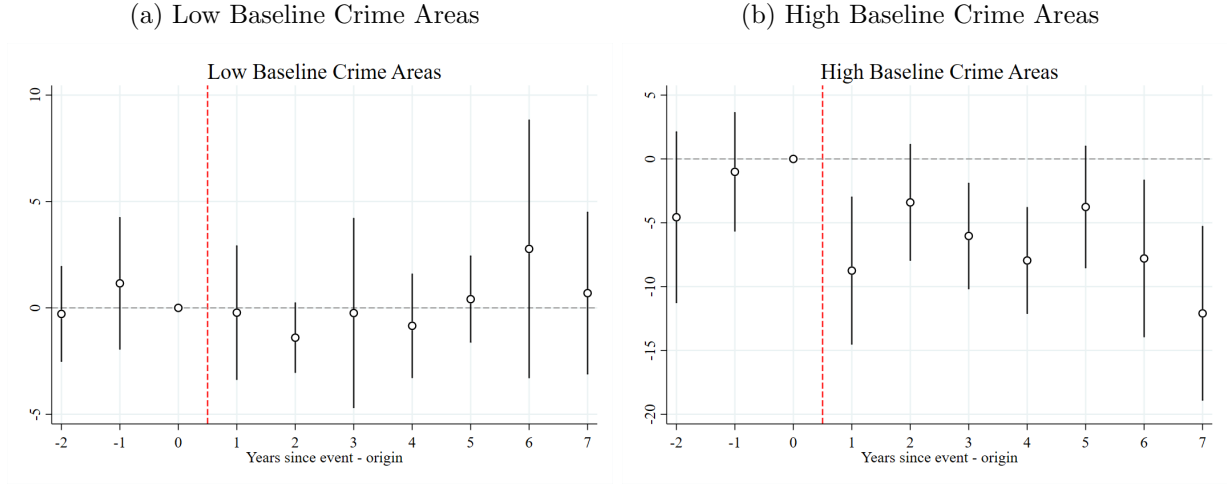 (a) Low Baseline Crime Areas
Low Baseline Crime Areas
10
5
0
-5
-2 -1 0 1 2 3 4 5 6 7
Years since event - origin
(b) High Baseline Crime Areas
High Baseline Crime Areas
5
0
-5
-10
-15
-20
-2 -1 0 1 2 3 4 5 6 7
Years since event - origin